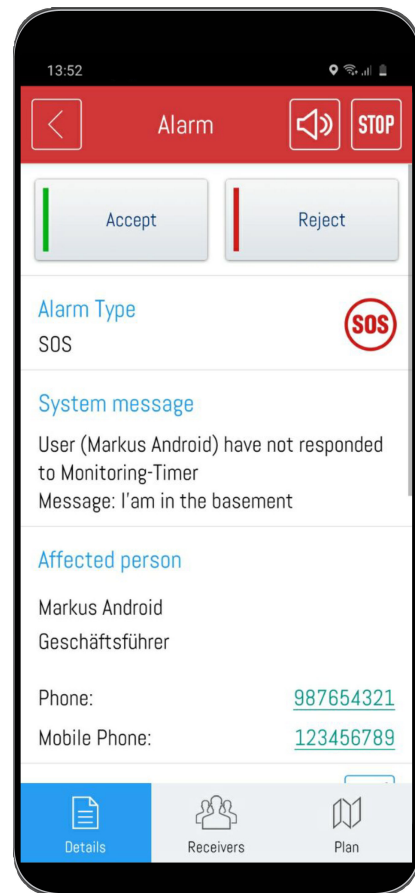 13:52
Alarm
STOP
Accept
Reject
Alarm Type
SOS
SOS
System message
User (Markus Android) have not responded
to Monitoring-Timer
Message: I'am in the basement
Affected person
Markus Android
Geschäftsführer
Phone: 987654321
Mobile Phone: 123456789
Details
Receivers
Plan